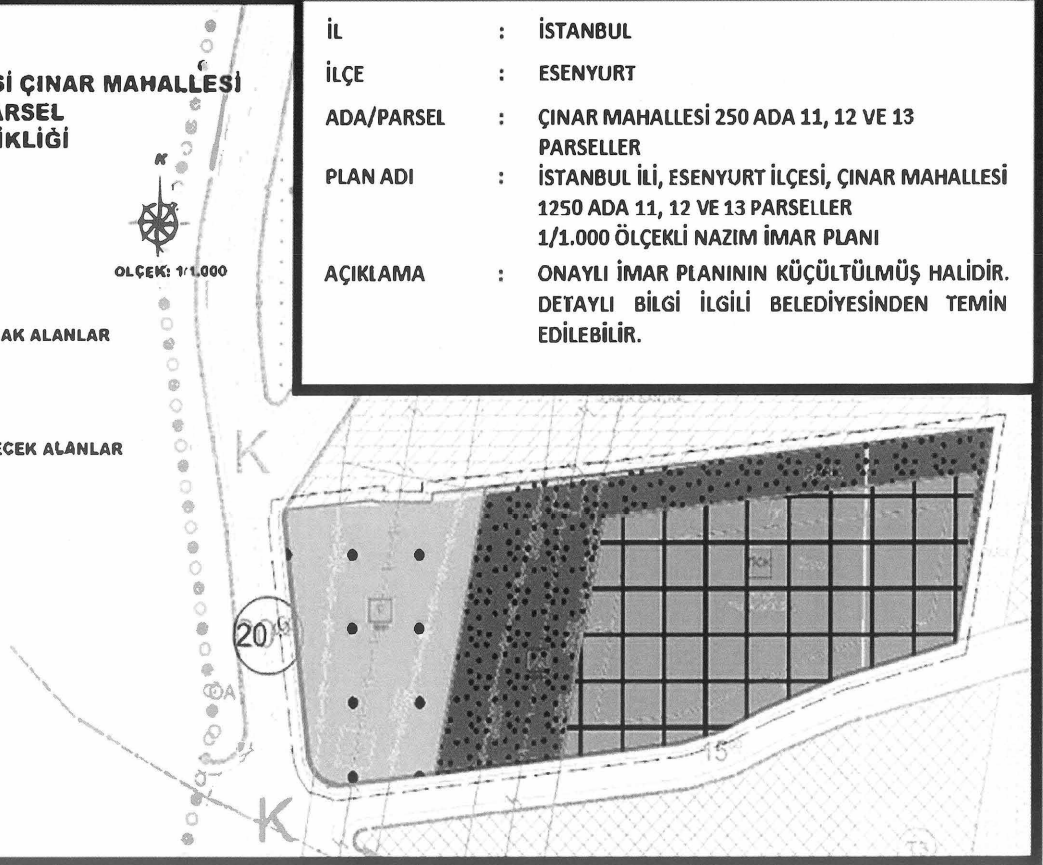 Sİ ÇINAR MAHALLESİ
ARSEL
İKLİĞİ
K
OLÇEK: 1/1.000
AK ALANLAR
ECEK ALANLAR
İL : İSTANBUL
İLÇE : ESENYURT
ADA/PARSEL : ÇINAR MAHALLESİ 250 ADA 11, 12 VE 13
PARSELLER
PLAN ADI : İSTANBUL İLİ, ESENYURT İLÇESİ, ÇINAR MAHALLESİ
1250 ADA 11, 12 VE 13 PARSELLER
1/1.000 ÖLÇEKLİ NAZIM İMAR PLANI
AÇIKLAMA : ONAYLI İMAR PLANININ KÜÇÜLTÜLMÜŞ HALİDİR.
DETAYLI BİLGİ İLGİLİ BELEDİYESİNDEN TEMİN
EDİLEBİLİR.
K
20
A
15
K
T3